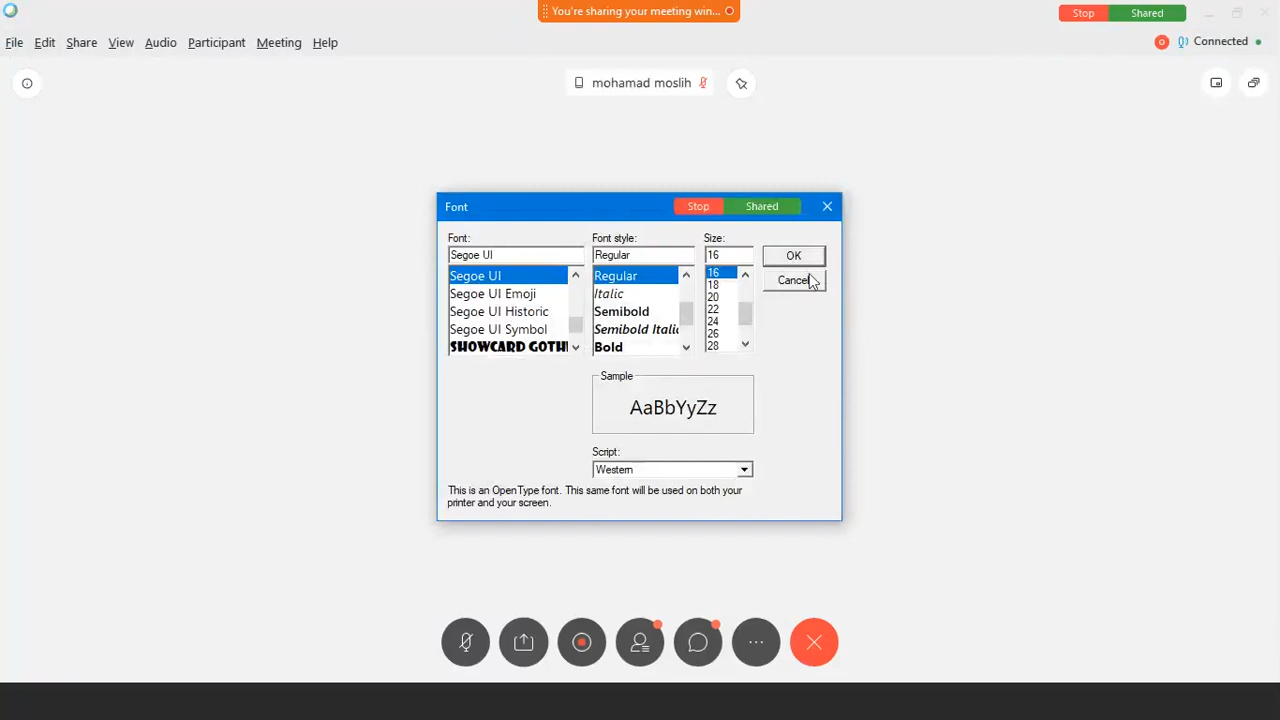 You're sharing your meeting win...
Stop Shared
File Edit Share View Audio Participant Meeting Help
Connected
mohamad moslih
Font Stop Shared
Font: Font style: Size:
Segoe UI Regular 16 OK
Segoe UI Regular 16 Cancel
Segoe UI Emoji Italic 18
Segoe UI Historic Semibold 20
Segoe UI Symbol Semibold Italic 22
SHOWCARD GOTH Bold 24
26
28
Sample
AaBbYyZz
Script:
Western
This is an OpenType font. This same font will be used on both your
printer and your screen.